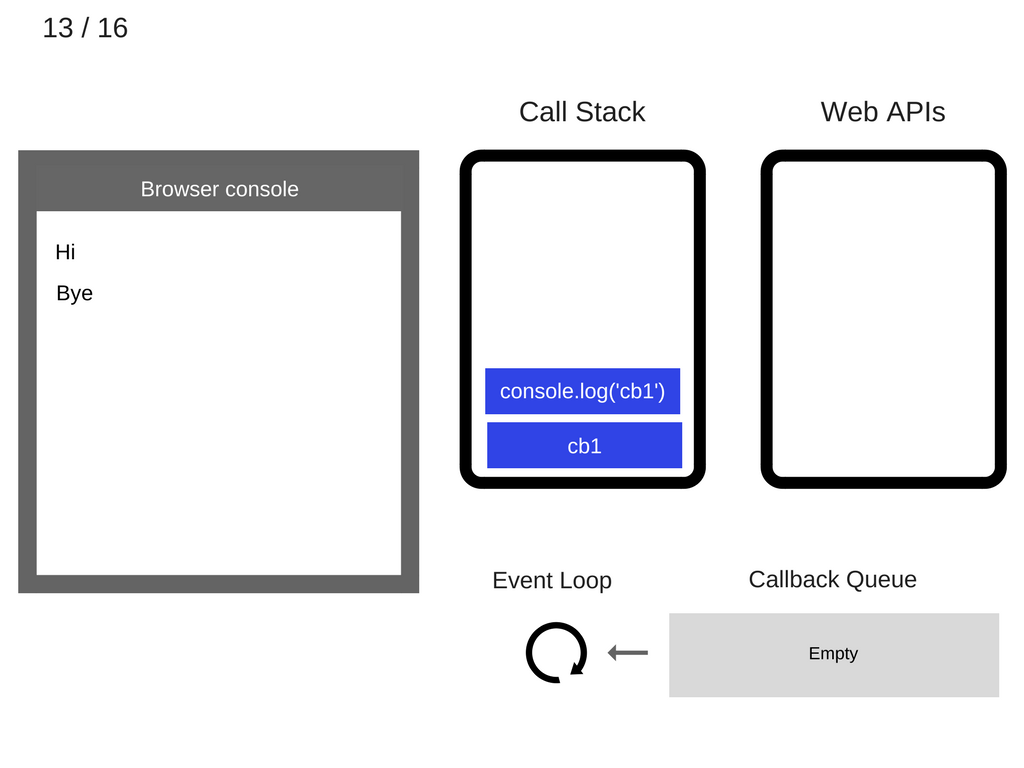 13 / 16
Call Stack
Web APIs
Browser console
Hi
Bye
console.log('cb1')
cb1
Event Loop
Callback Queue
Empty